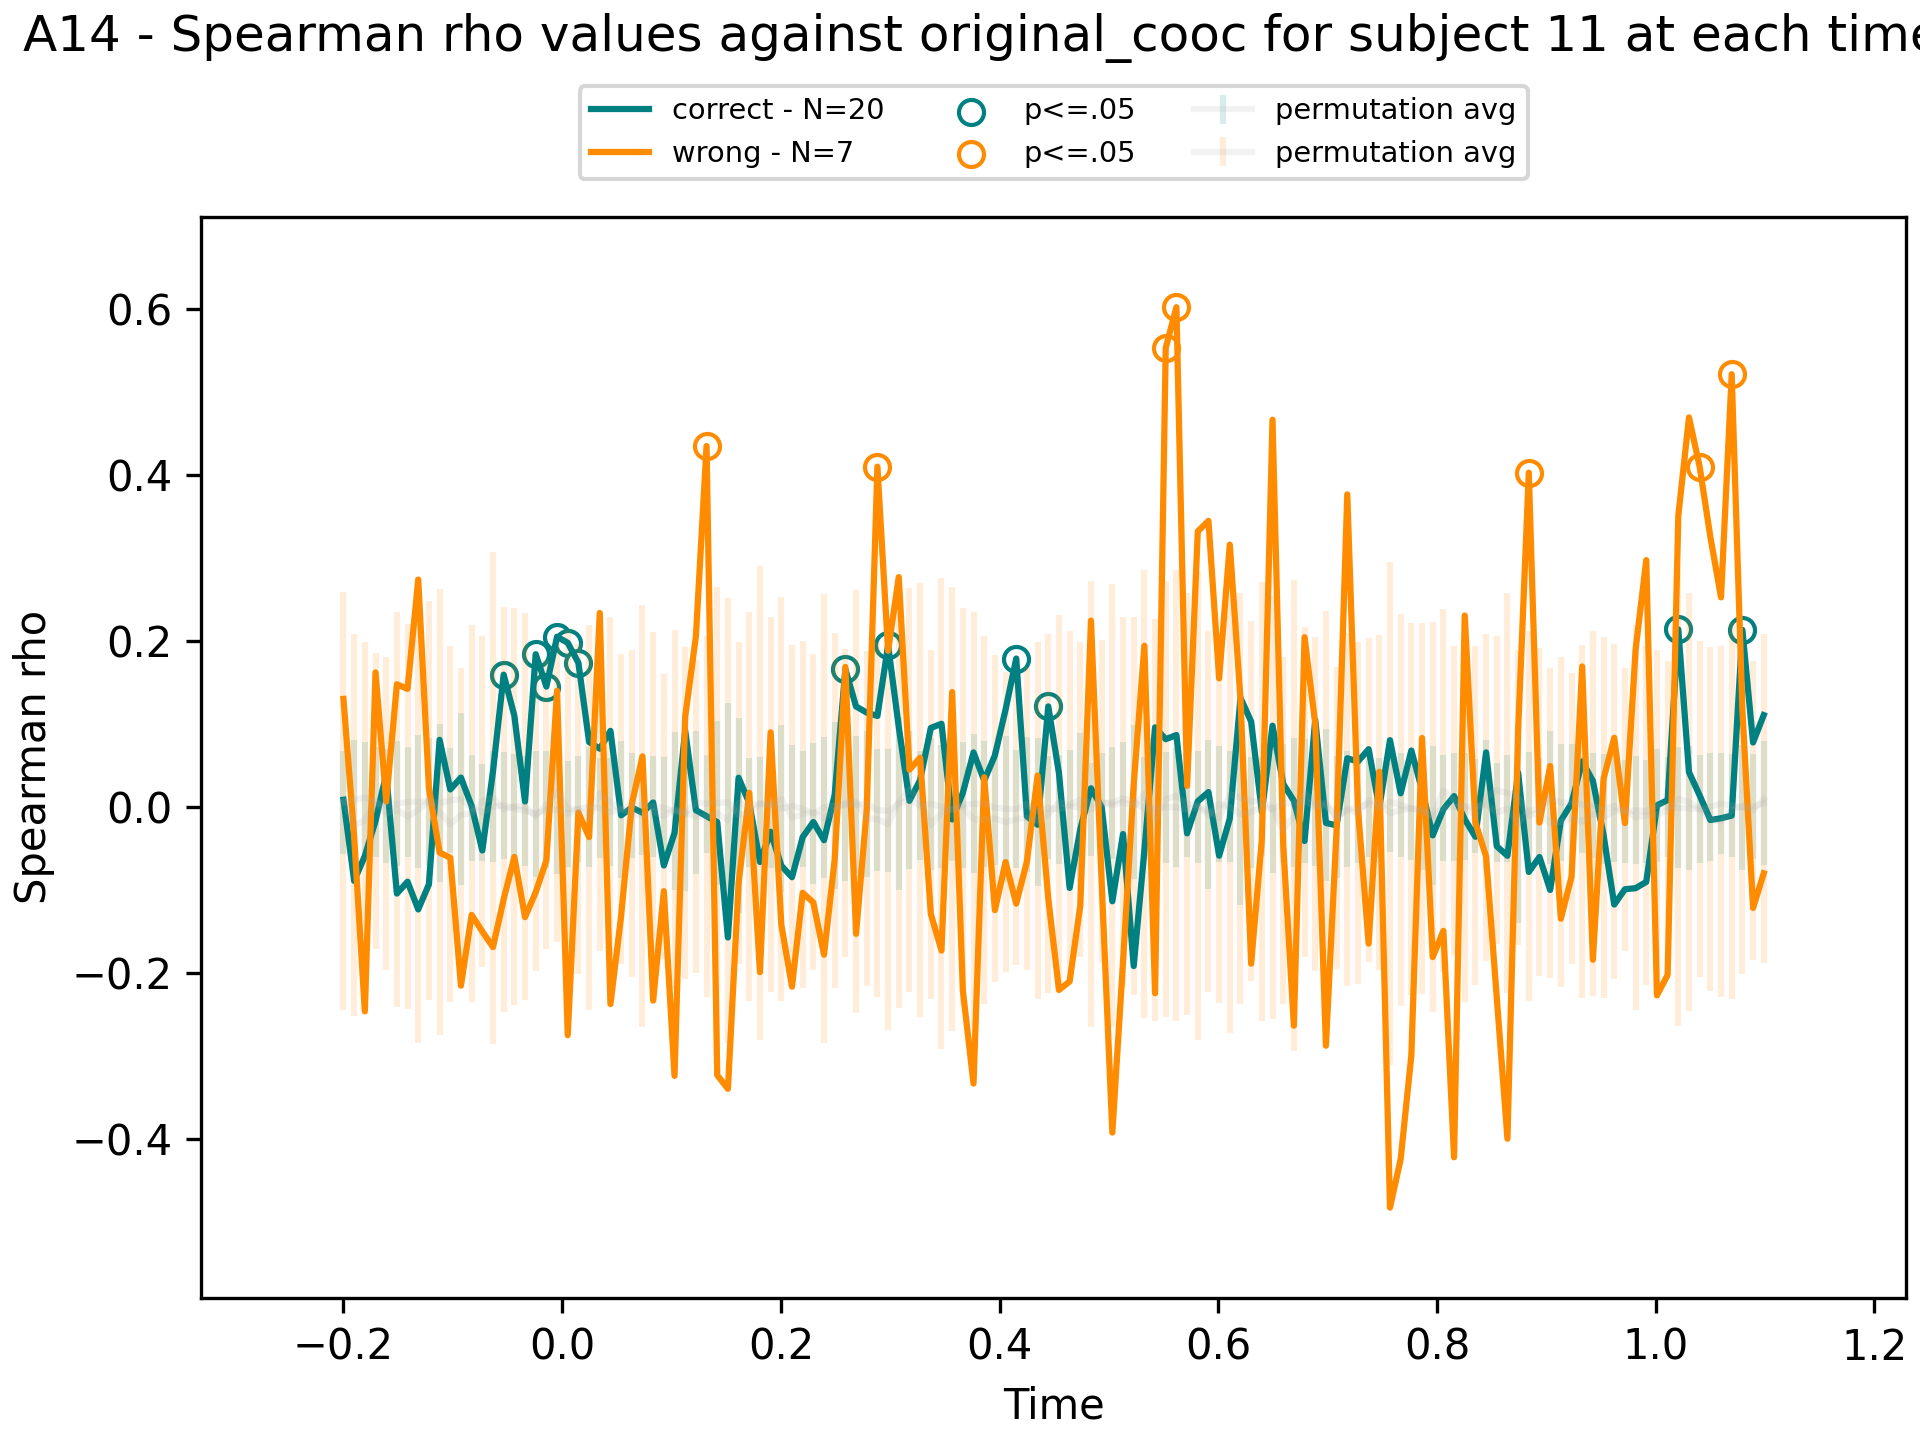 A14 - Spearman rho values against original_cooc for subject 11 at each time
correct - N=20
wrong - N=7
p<=.05
p<=.05
permutation avg
permutation avg
0.6
0.4
0.2
0.0
−0.2
−0.4
Spearman rho
−0.2 0.0 0.2 0.4 0.6 0.8 1.0 1.2
Time